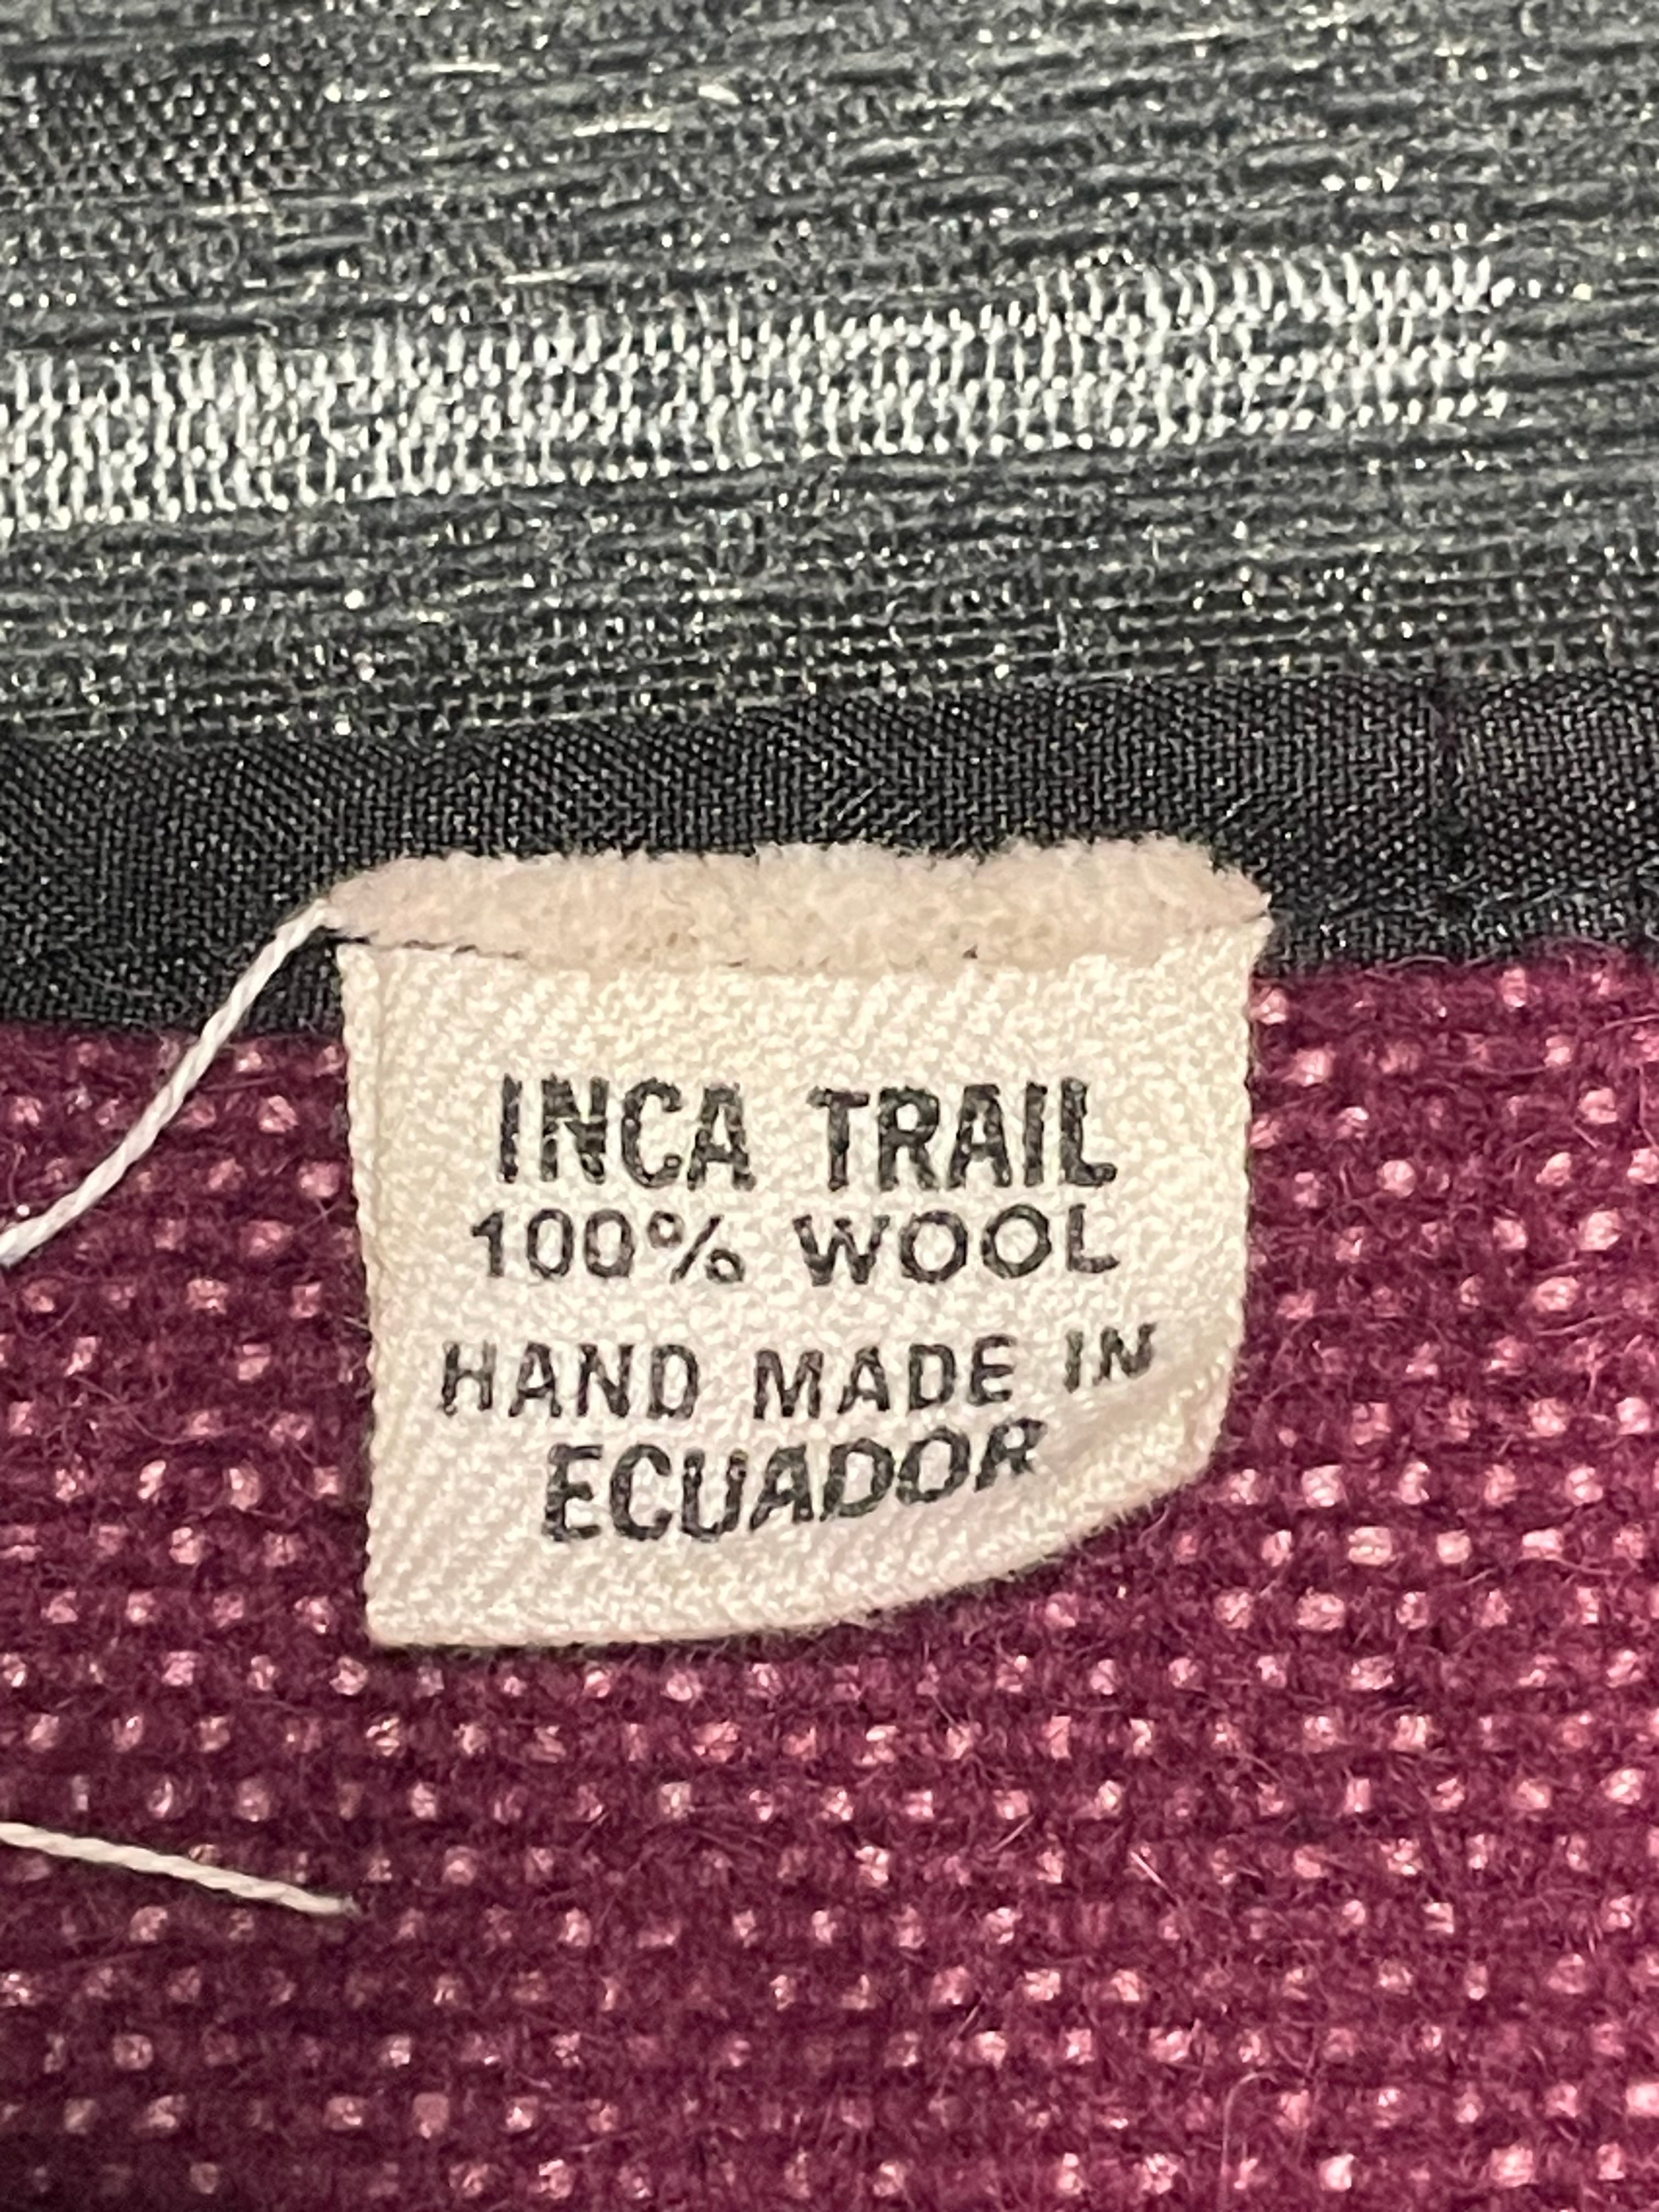 INCA TRAIL
100% WOOL
HAND MADE IN
ECUADOR